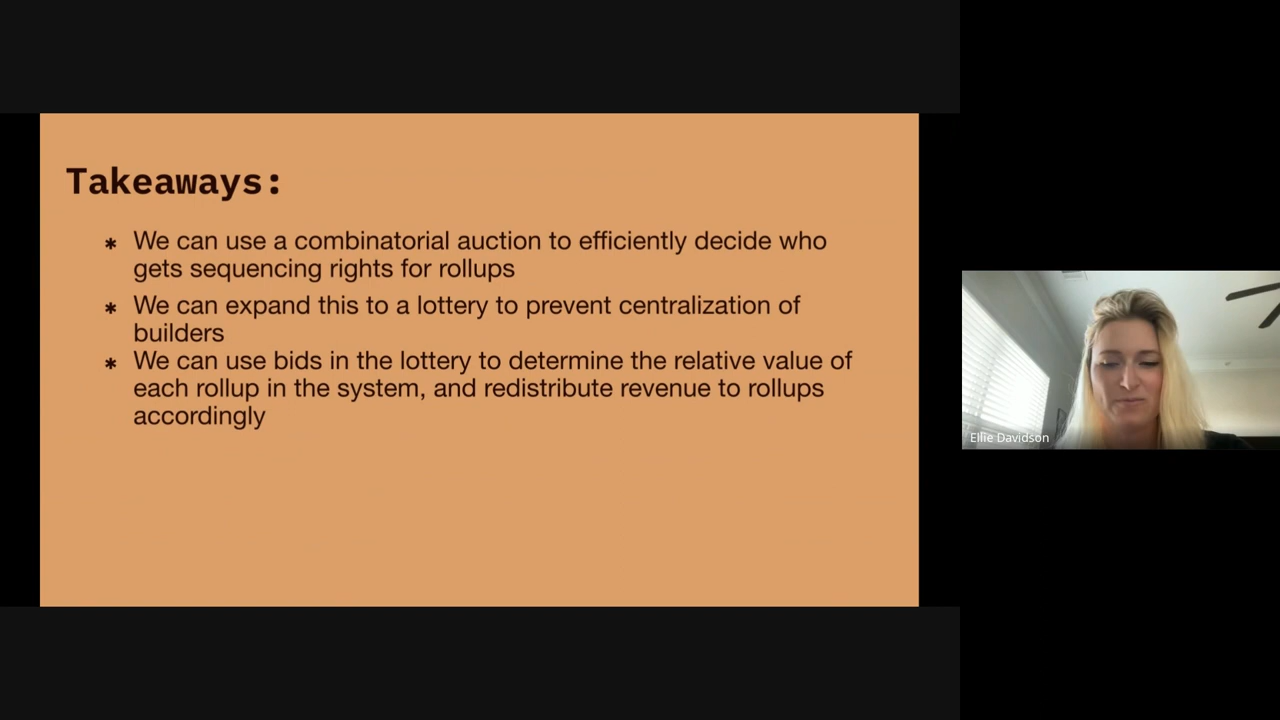 Takeaways:
* We can use a combinatorial auction to efficiently decide who
gets sequencing rights for rollups
* We can expand this to a lottery to prevent centralization of
builders
* We can use bids in the lottery to determine the relative value of
each rollup in the system, and redistribute revenue to rollups
accordingly
Ellie Davidson